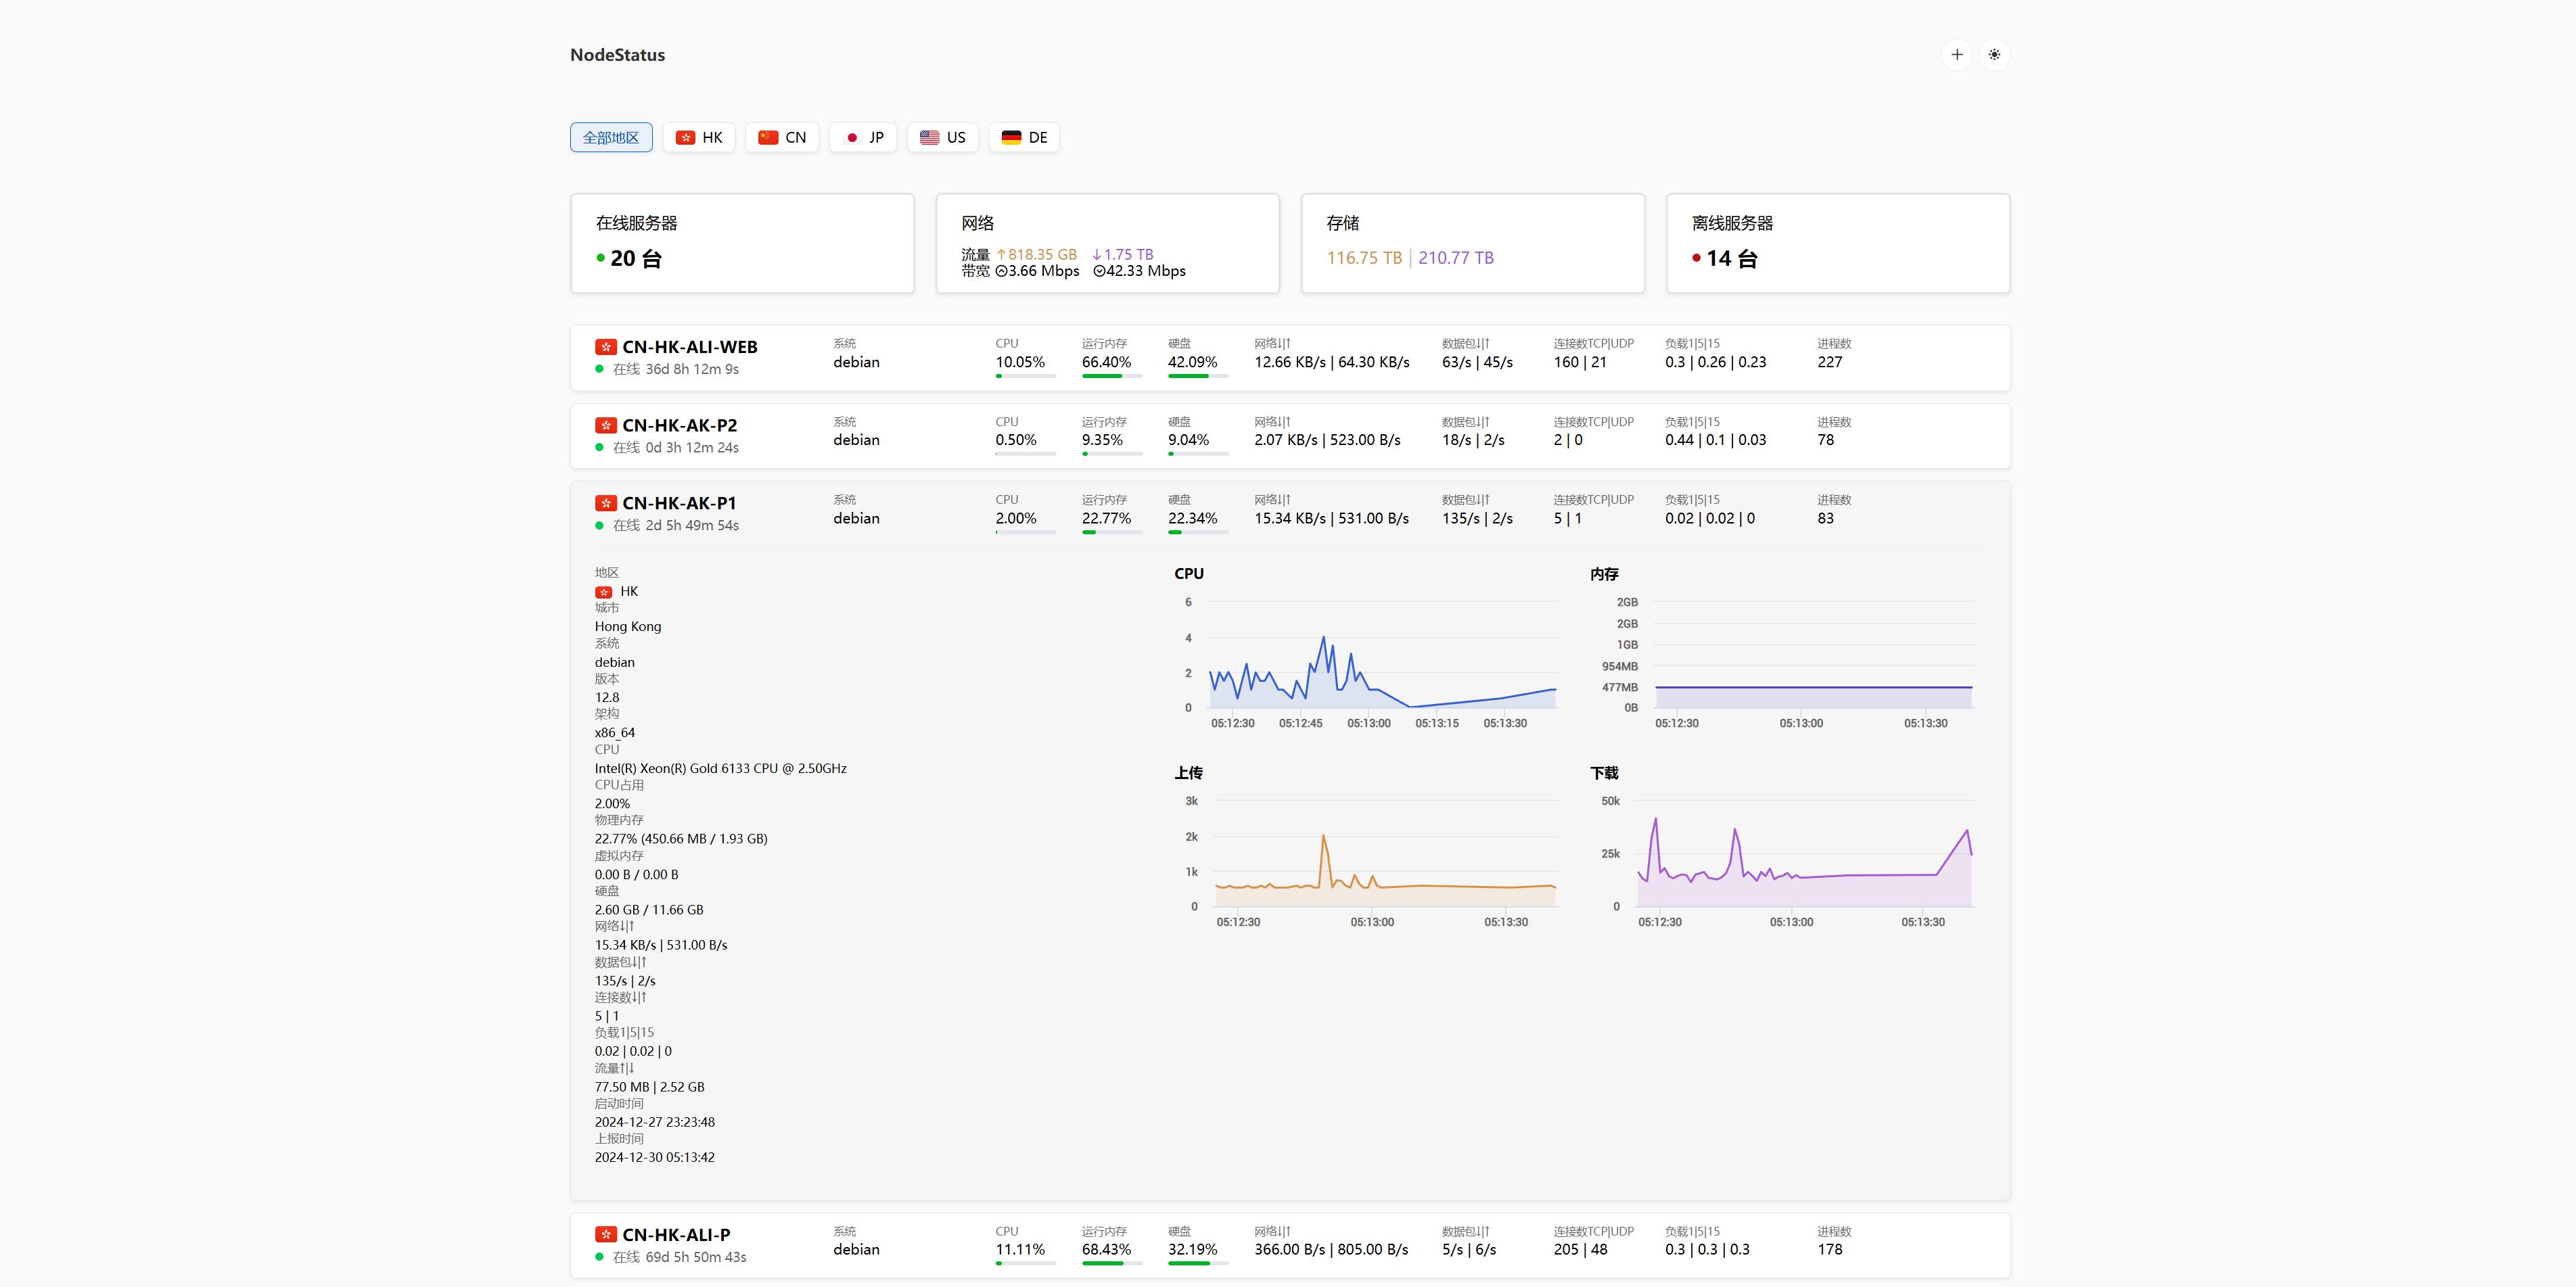 NodeStatus
全部地区 HK CN JP US DE
在线服务器
20 台
网络
流量 ↑818.35 GB ↓1.75 TB
带宽 3.66 Mbps 42.33 Mbps
存储
116.75 TB | 210.77 TB
离线服务器
14 台
CN-HK-ALI-WEB
在线 36d 8h 12m 9s
系统 CPU 运行内存 硬盘 网络↓|↑ 数据包↓|↑ 连接数TCP|UDP 负载1|5|15 进程数
debian 10.05% 66.40% 42.09% 12.66 KB/s | 64.30 KB/s 63/s | 45/s 160 | 21 0.3 | 0.26 | 0.23 227
CN-HK-AK-P2
在线 0d 3h 12m 24s
系统 CPU 运行内存 硬盘 网络↓|↑ 数据包↓|↑ 连接数TCP|UDP 负载1|5|15 进程数
debian 0.50% 9.35% 9.04% 2.07 KB/s | 523.00 B/s 18/s | 2/s 2 | 0 0.44 | 0.1 | 0.03 78
CN-HK-AK-P1
在线 2d 5h 49m 54s
系统 CPU 运行内存 硬盘 网络↓|↑ 数据包↓|↑ 连接数TCP|UDP 负载1|5|15 进程数
debian 2.00% 22.77% 22.34% 15.34 KB/s | 531.00 B/s 135/s | 2/s 5 | 1 0.02 | 0.02 | 0 83
地区
HK
城市
Hong Kong
系统
debian
版本
12.8
架构
x86_64
CPU
Intel(R) Xeon(R) Gold 6133 CPU @ 2.50GHz
CPU占用
2.00%
物理内存
22.77% (450.66 MB / 1.93 GB)
虚拟内存
0.00 B / 0.00 B
硬盘
2.60 GB / 11.66 GB
网络↓|↑
15.34 KB/s | 531.00 B/s
数据包↓|↑
135/s | 2/s
连接数↓|↑
5 | 1
负载1|5|15
0.02 | 0.02 | 0
流量↑|↓
77.50 MB | 2.52 GB
启动时间
2024-12-27 23:23:48
上报时间
2024-12-30 05:13:42
CPU
6
4
2
0
05:12:30 05:12:45 05:13:00 05:13:15 05:13:30
内存
2GB
2GB
1GB
954MB
477MB
0B
05:12:30 05:13:00 05:13:30
上传
3k
2k
1k
0
05:12:30 05:13:00 05:13:30
下载
50k
25k
0
05:12:30 05:13:00 05:13:30
CN-HK-ALI-P
在线 69d 5h 50m 43s
系统 CPU 运行内存 硬盘 网络↓|↑ 数据包↓|↑ 连接数TCP|UDP 负载1|5|15 进程数
debian 11.11% 68.43% 32.19% 366.00 B/s | 805.00 B/s 5/s | 6/s 205 | 48 0.3 | 0.3 | 0.3 178